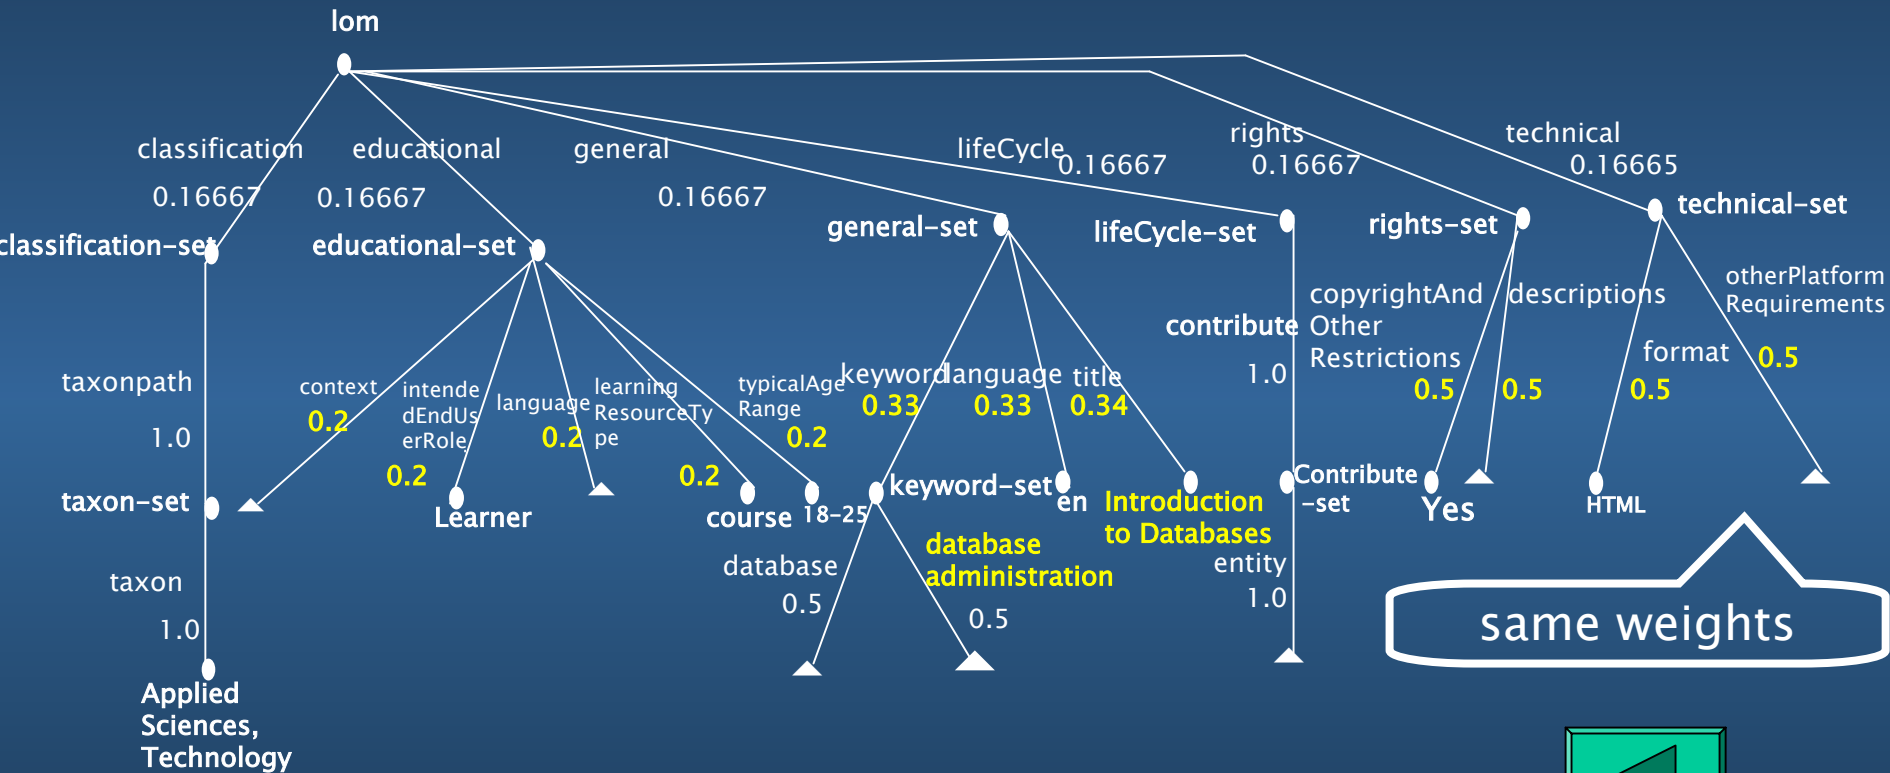 lom
classification
0.16667
educational
0.16667
general
0.16667
lifeCycle
0.16667
rights
0.16667
technical
0.16665
classification-set
educational-set
general-set
lifeCycle-set
rights-set
technical-set
taxonpath
1.0
context
0.2
intende
dEndUs
erRole
0.2
language
0.2
learning
ResourceTy
pe
0.2
typicalAge
Range
0.2
keyword
0.33
language
0.33
title
0.34
contribute
1.0
copyrightAnd
Other
Restrictions
0.5
descriptions
0.5
format
0.5
otherPlatform
Requirements
0.5
taxon-set
Learner
course
18-25
keyword-set
en
Introduction
to Databases
Contribute
-set
Yes
HTML
taxon
1.0
database
0.5
database
administration
0.5
entity
1.0
same weights
Applied
Sciences,
Technology